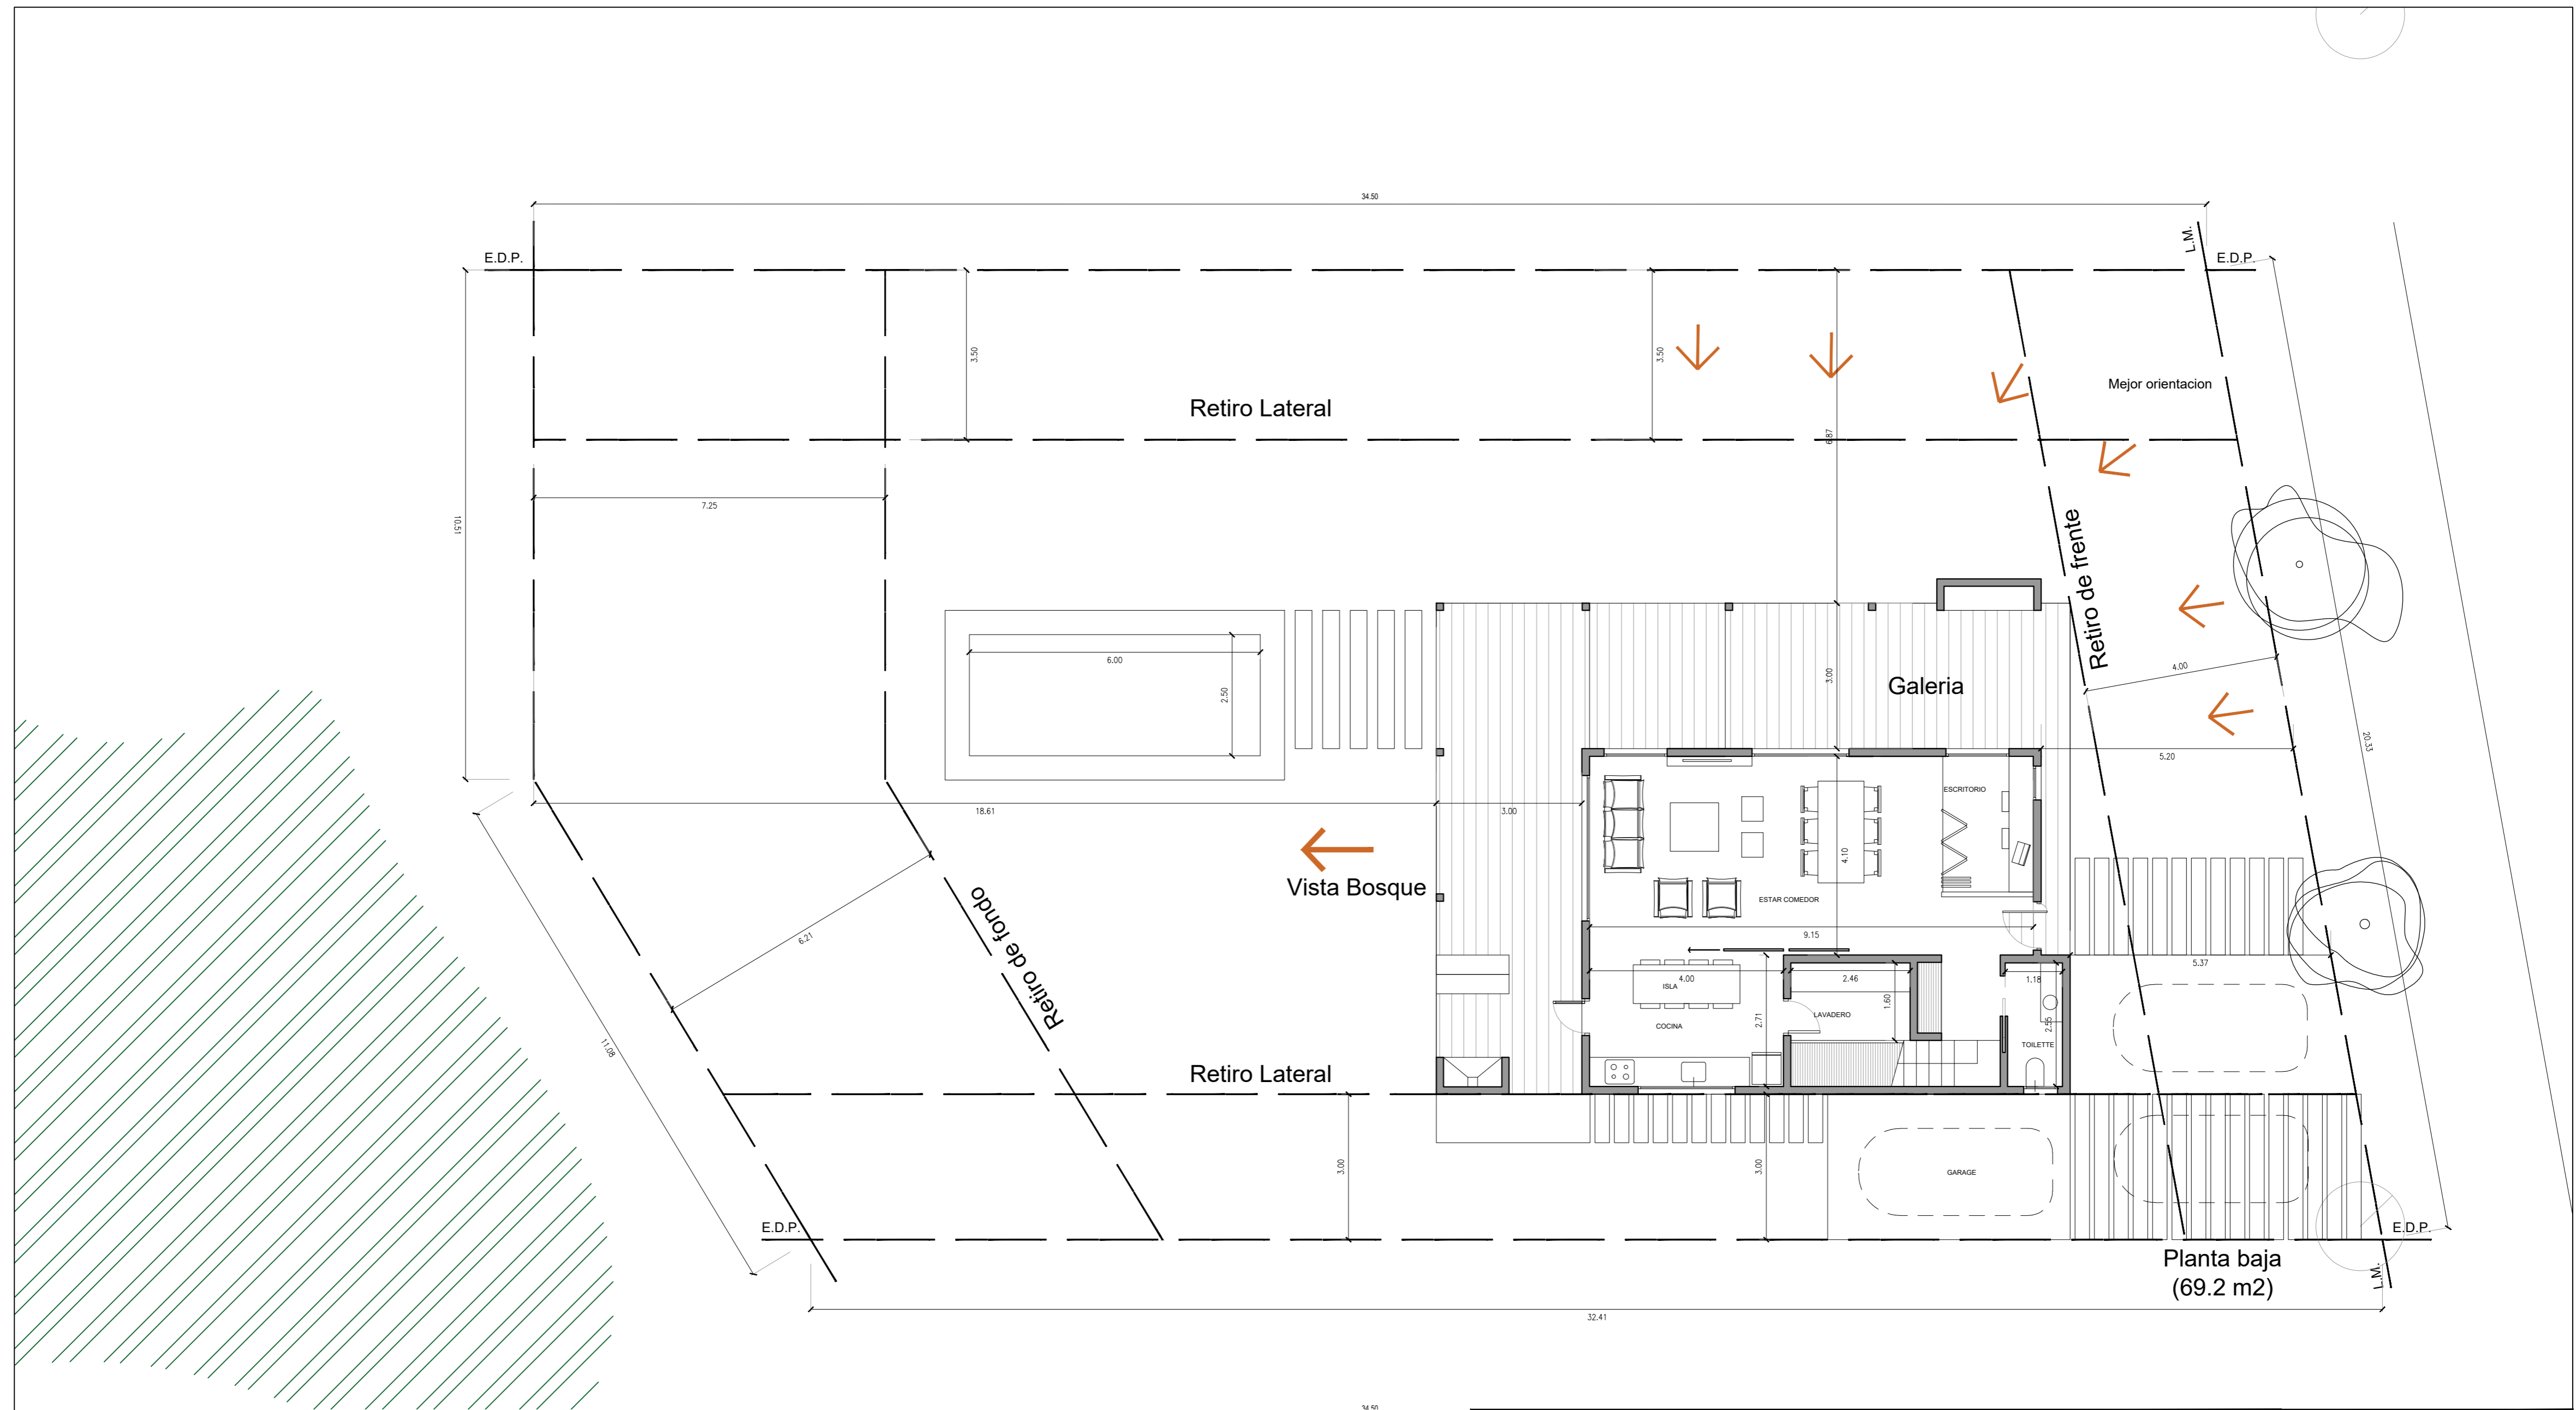 34.50
L.M.
E.D.P.
E.D.P.
3.50
3.50
Mejor orientacion
Retiro Lateral
6.87
7.25
10.51
Retiro de frente
6.00
2.50
3.00
Galeria
4.00
20.33
5.20
ESCRITORIO
18.61
3.00
Vista Bosque
4.10
ESTAR COMEDOR
Retiro de fondo
6.21
9.15
5.37
4.00
ISLA
2.46
1.18
1.60
LAVADERO
COCINA
2.71
2.55
TOILETTE
11.08
Retiro Lateral
3.00
3.00
GARAGE
E.D.P.
E.D.P.
Planta baja
(69.2 m2)
L.M.
32.41
34.50